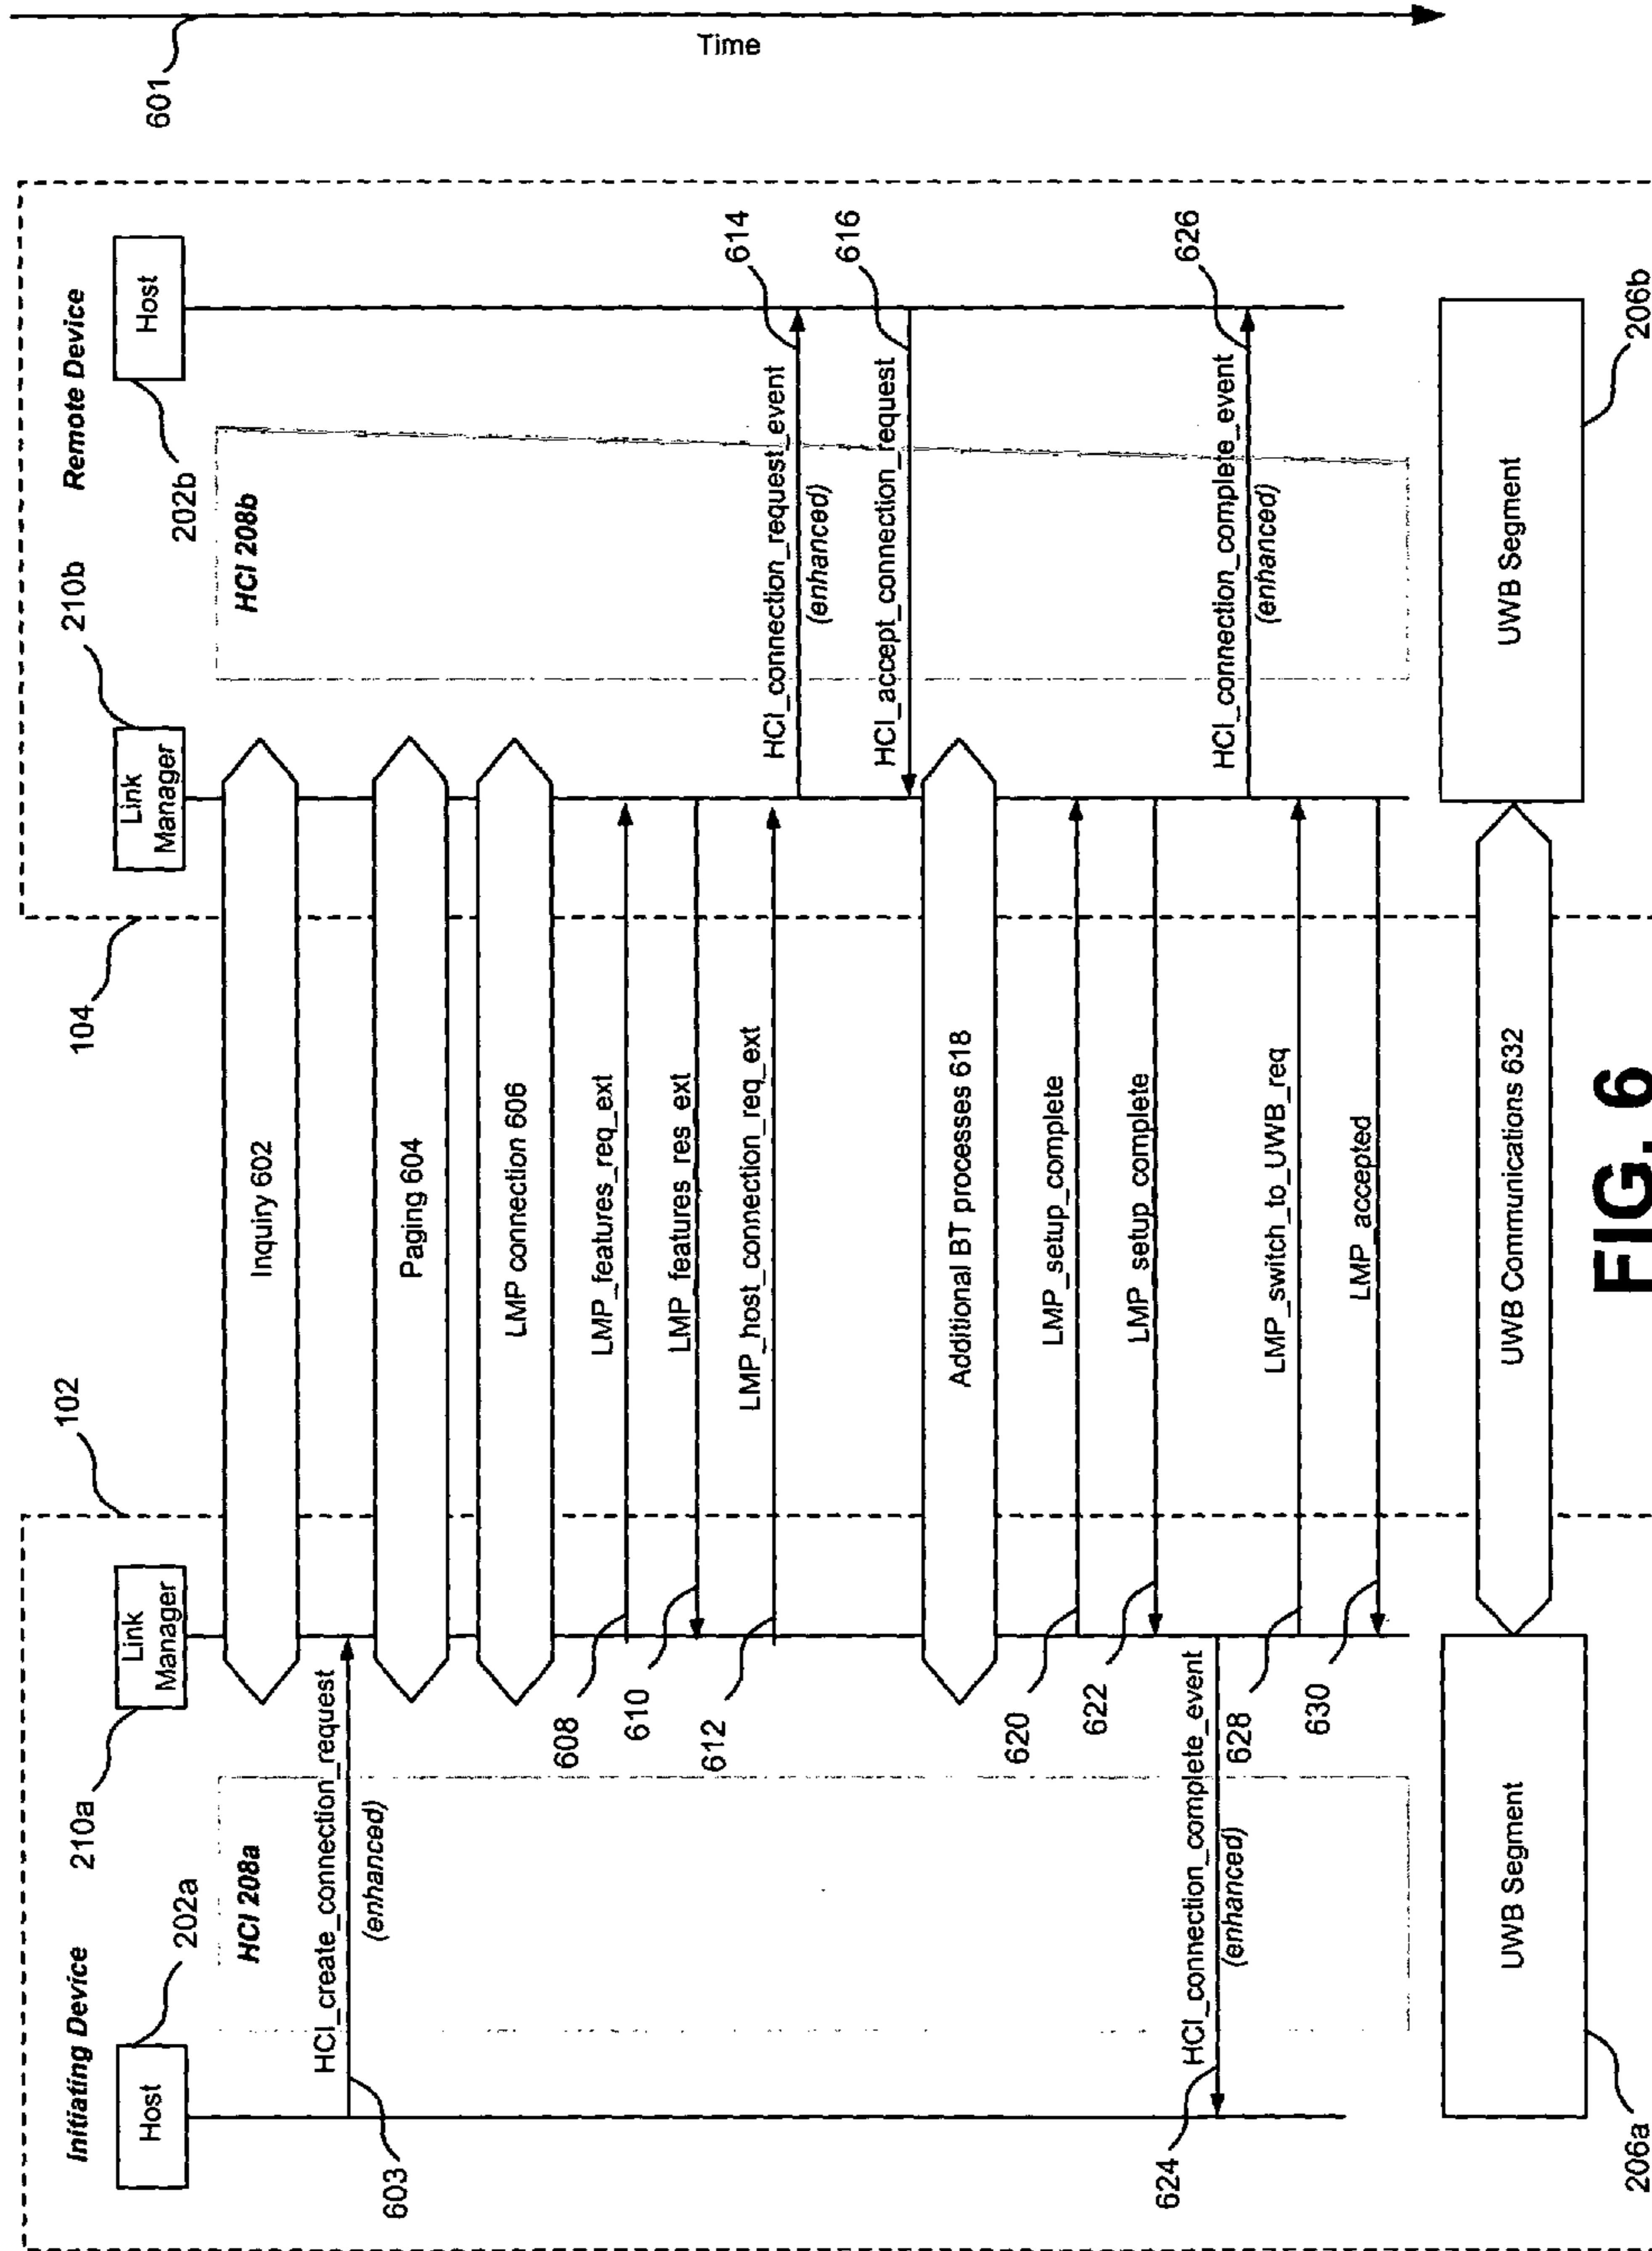 Initiating Device
Host
202a
210a
Link
Manager
102
104
210b
Link
Manager
Remote Device
Host
202b
601
Time
HCI 208a
HCI 208b
Inquiry 602
HCI_create_connection_request
(enhanced)
603
Paging 604
LMP connection 606
608
LMP_features_req_ext
610
LMP_features_res_ext
612
LMP_host_connection_req_ext
HCI_connection_request_event
(enhanced)
614
HCI_accept_connection_request
616
Additional BT processes 618
620
LMP_setup_complete
622
LMP_setup_complete
624
HCI_connection_complete_event
(enhanced)
HCI_connection_complete_event
(enhanced)
626
628
LMP_switch_to_UWB_req
630
LMP_accepted
UWB Segment
206a
UWB Communications 632
UWB Segment
206b
FIG. 6